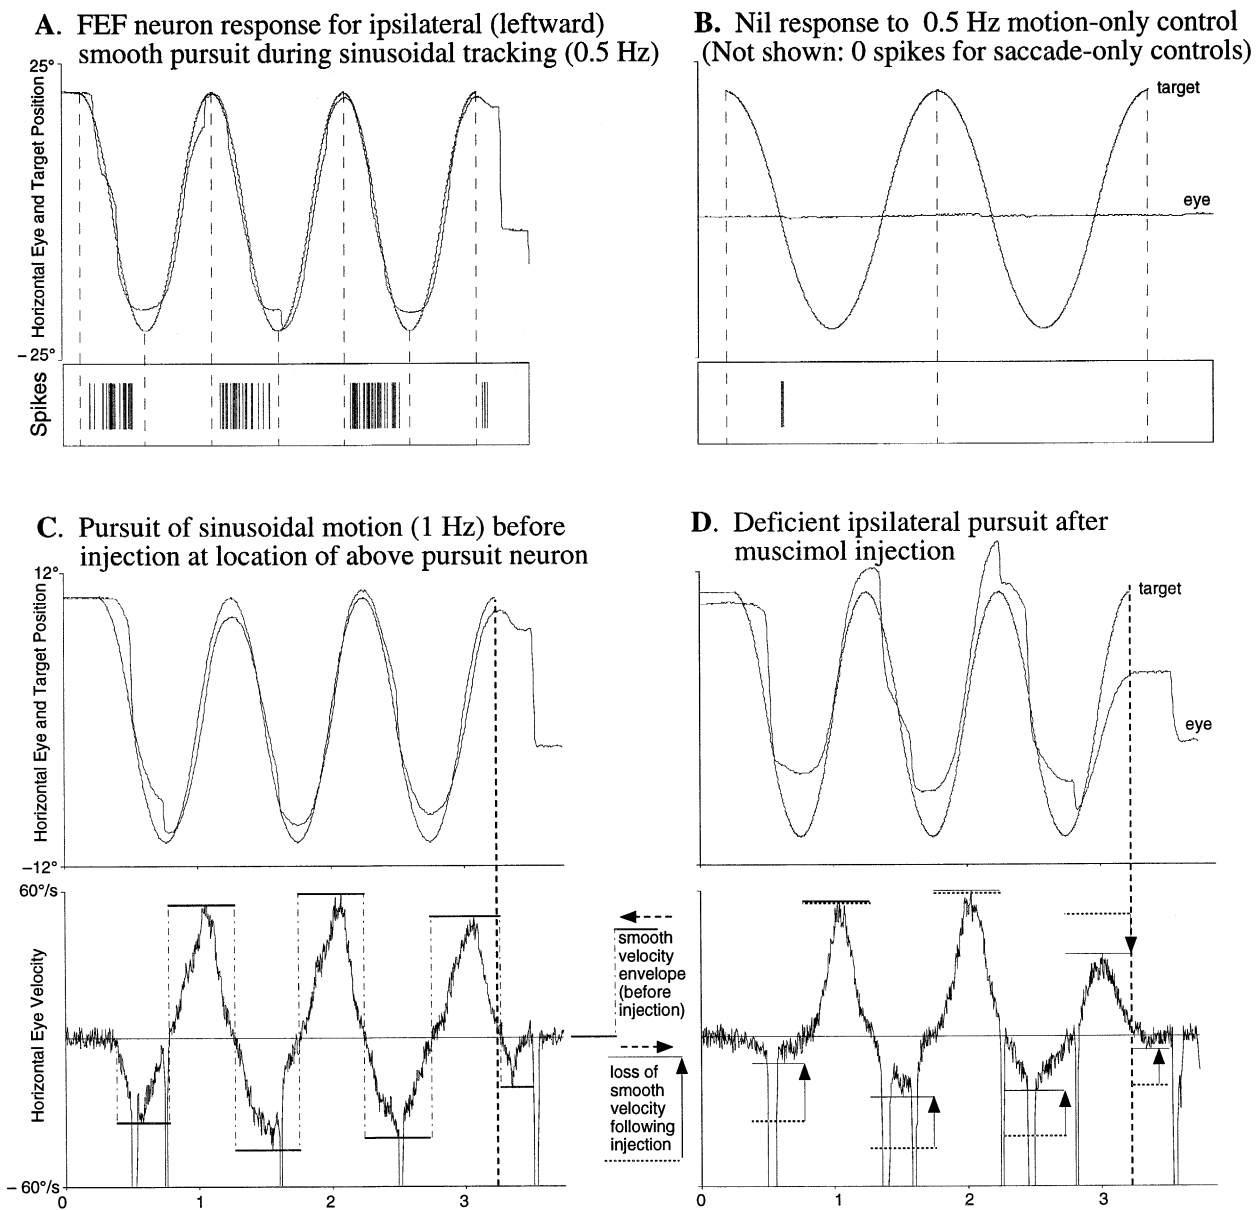 A. FEF neuron response for ipsilateral (leftward)
smooth pursuit during sinusoidal tracking (0.5 Hz)
25°
Horizontal Eye and Target Position
−25°
Spikes
B. Nil response to 0.5 Hz motion-only control
(Not shown: 0 spikes for saccade-only controls)
target
eye
C. Pursuit of sinusoidal motion (1 Hz) before
injection at location of above pursuit neuron
12°
Horizontal Eye and Target Position
−12°
60°/s
Horizontal Eye Velocity
−60°/s
0 1 2 3
smooth
velocity
envelope
(before
injection)
loss of
smooth
velocity
following
injection
D. Deficient ipsilateral pursuit after
muscimol injection
target
eye
0 1 2 3